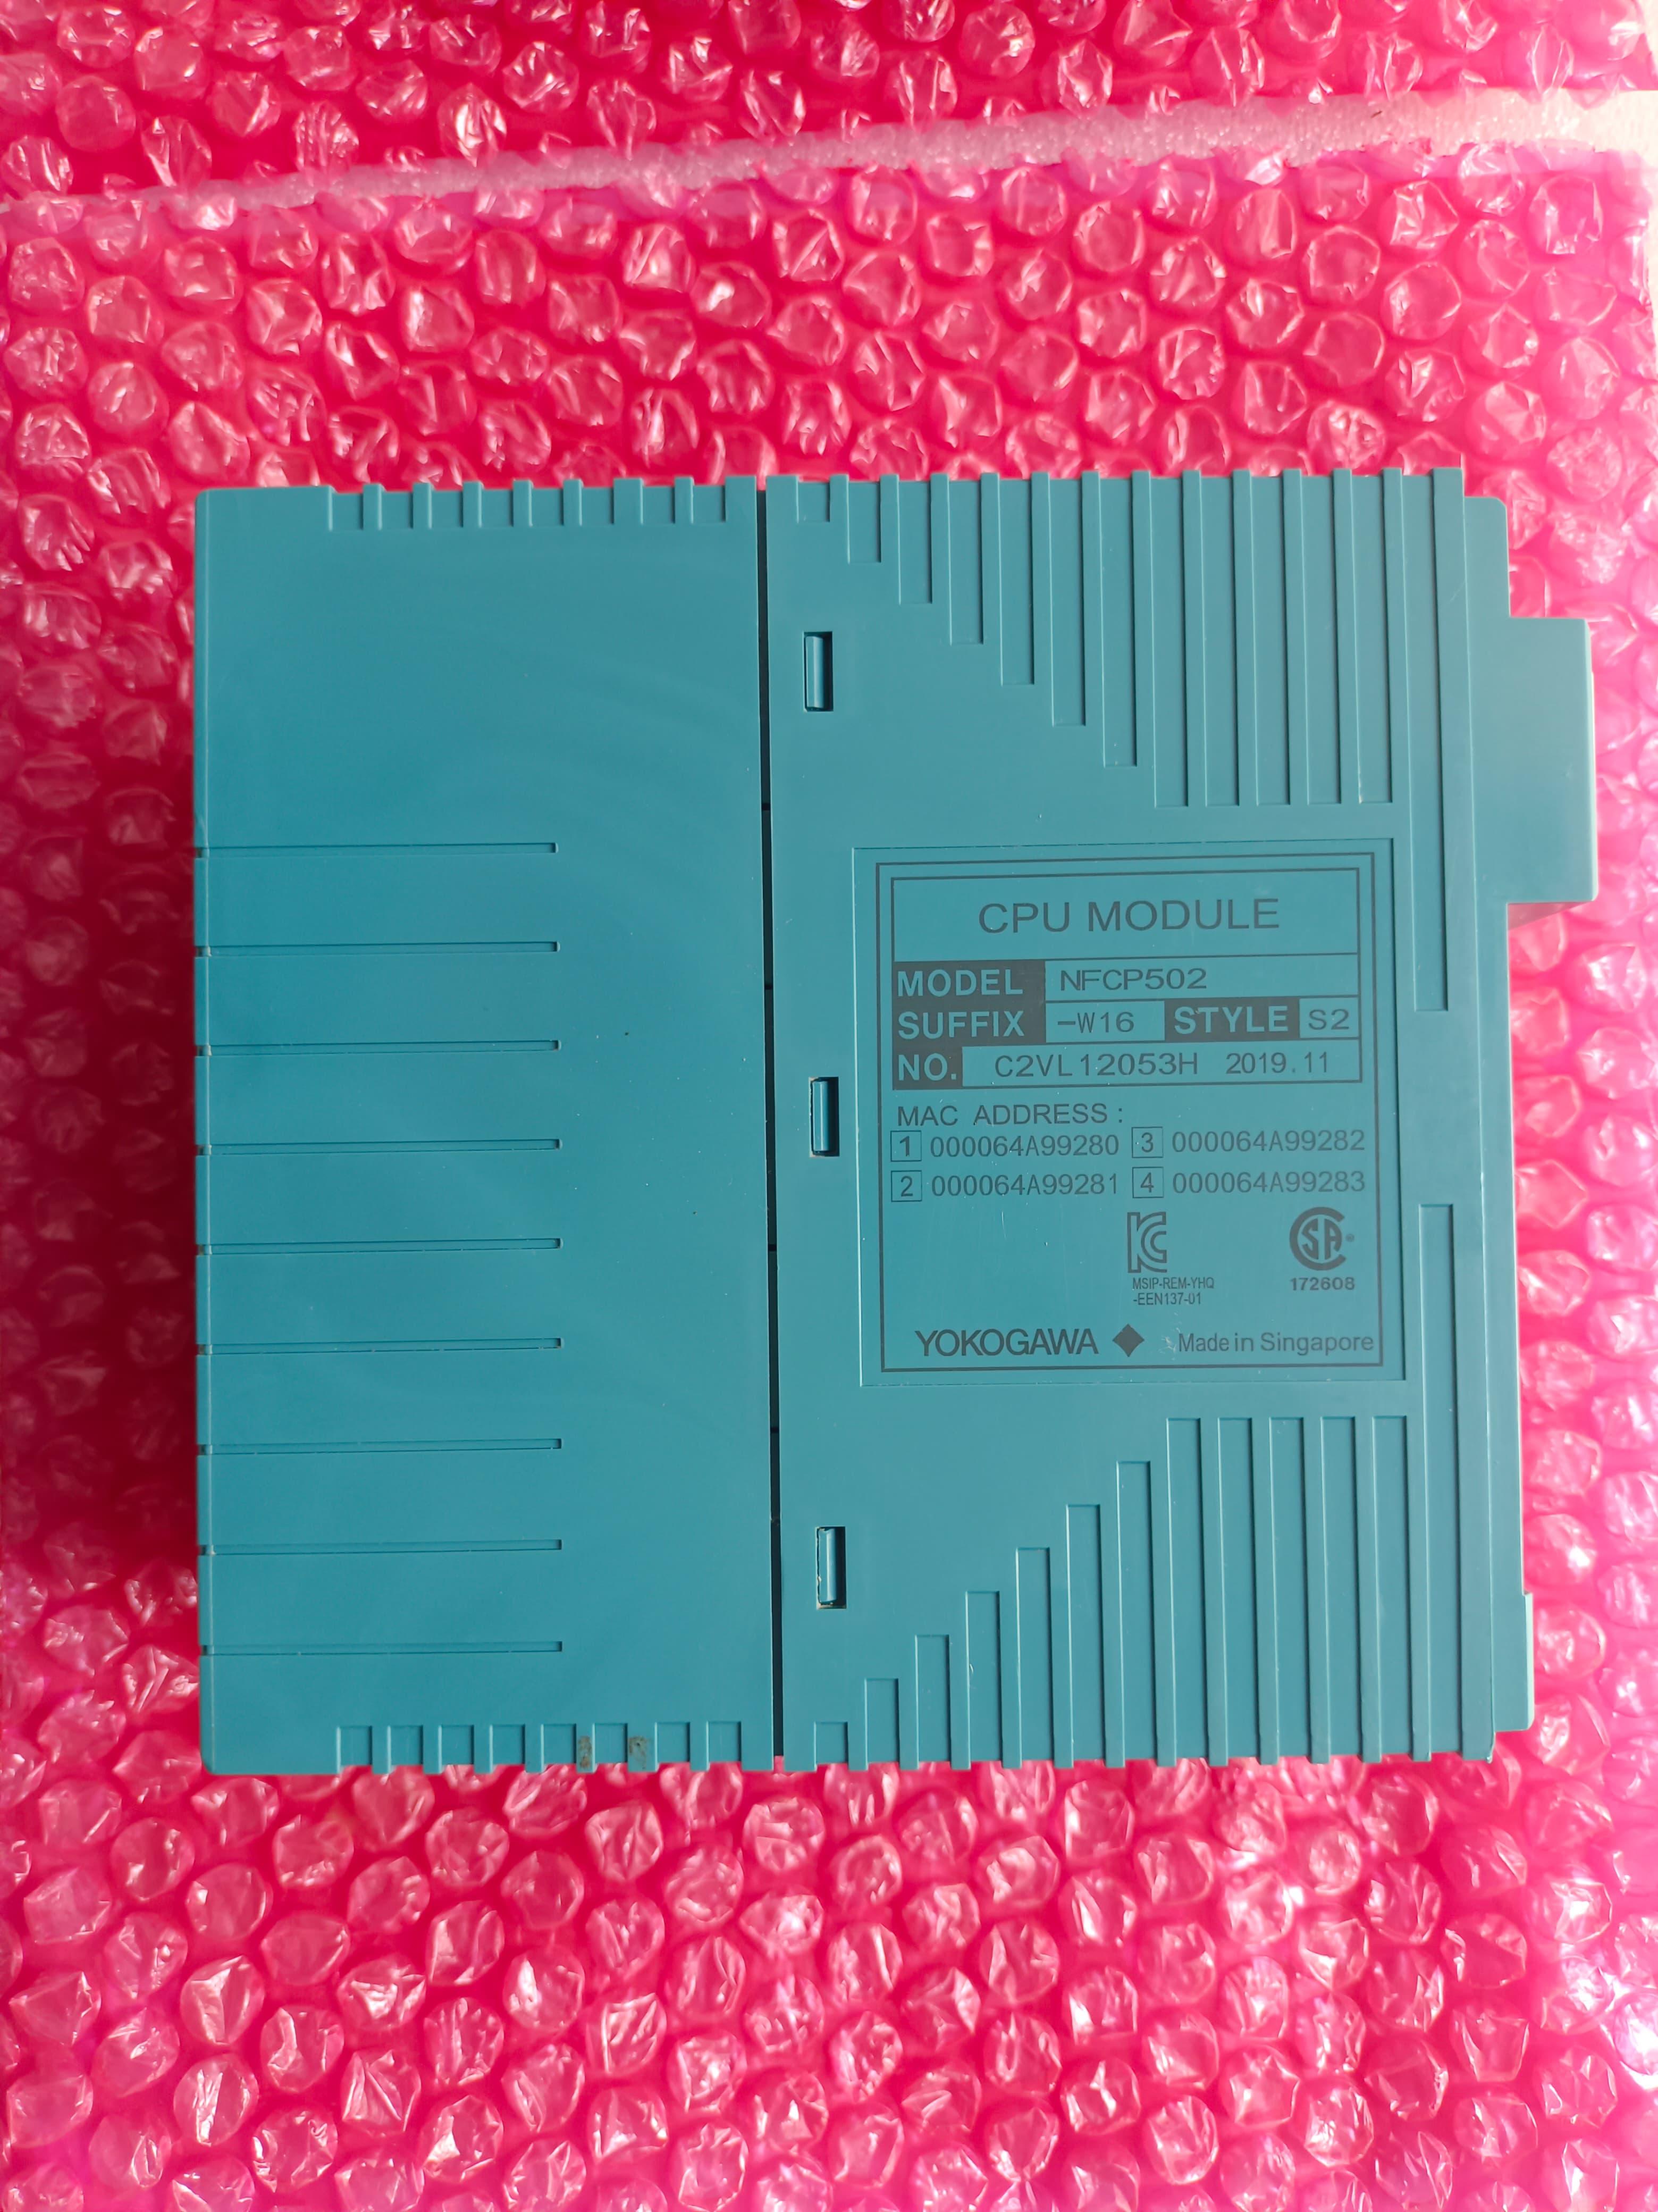 CPU MODULE
MODEL NFCP502
SUFFIX -W16 STYLE S2
NO. C2VL12053H 2019.11
MAC ADDRESS :
1 000064A99280 3 000064A99282
2 000064A99281 4 000064A99283
MSIP-REM-YHQ
-EEN137-01
172608
YOKOGAWA ◆ Made in Singapore